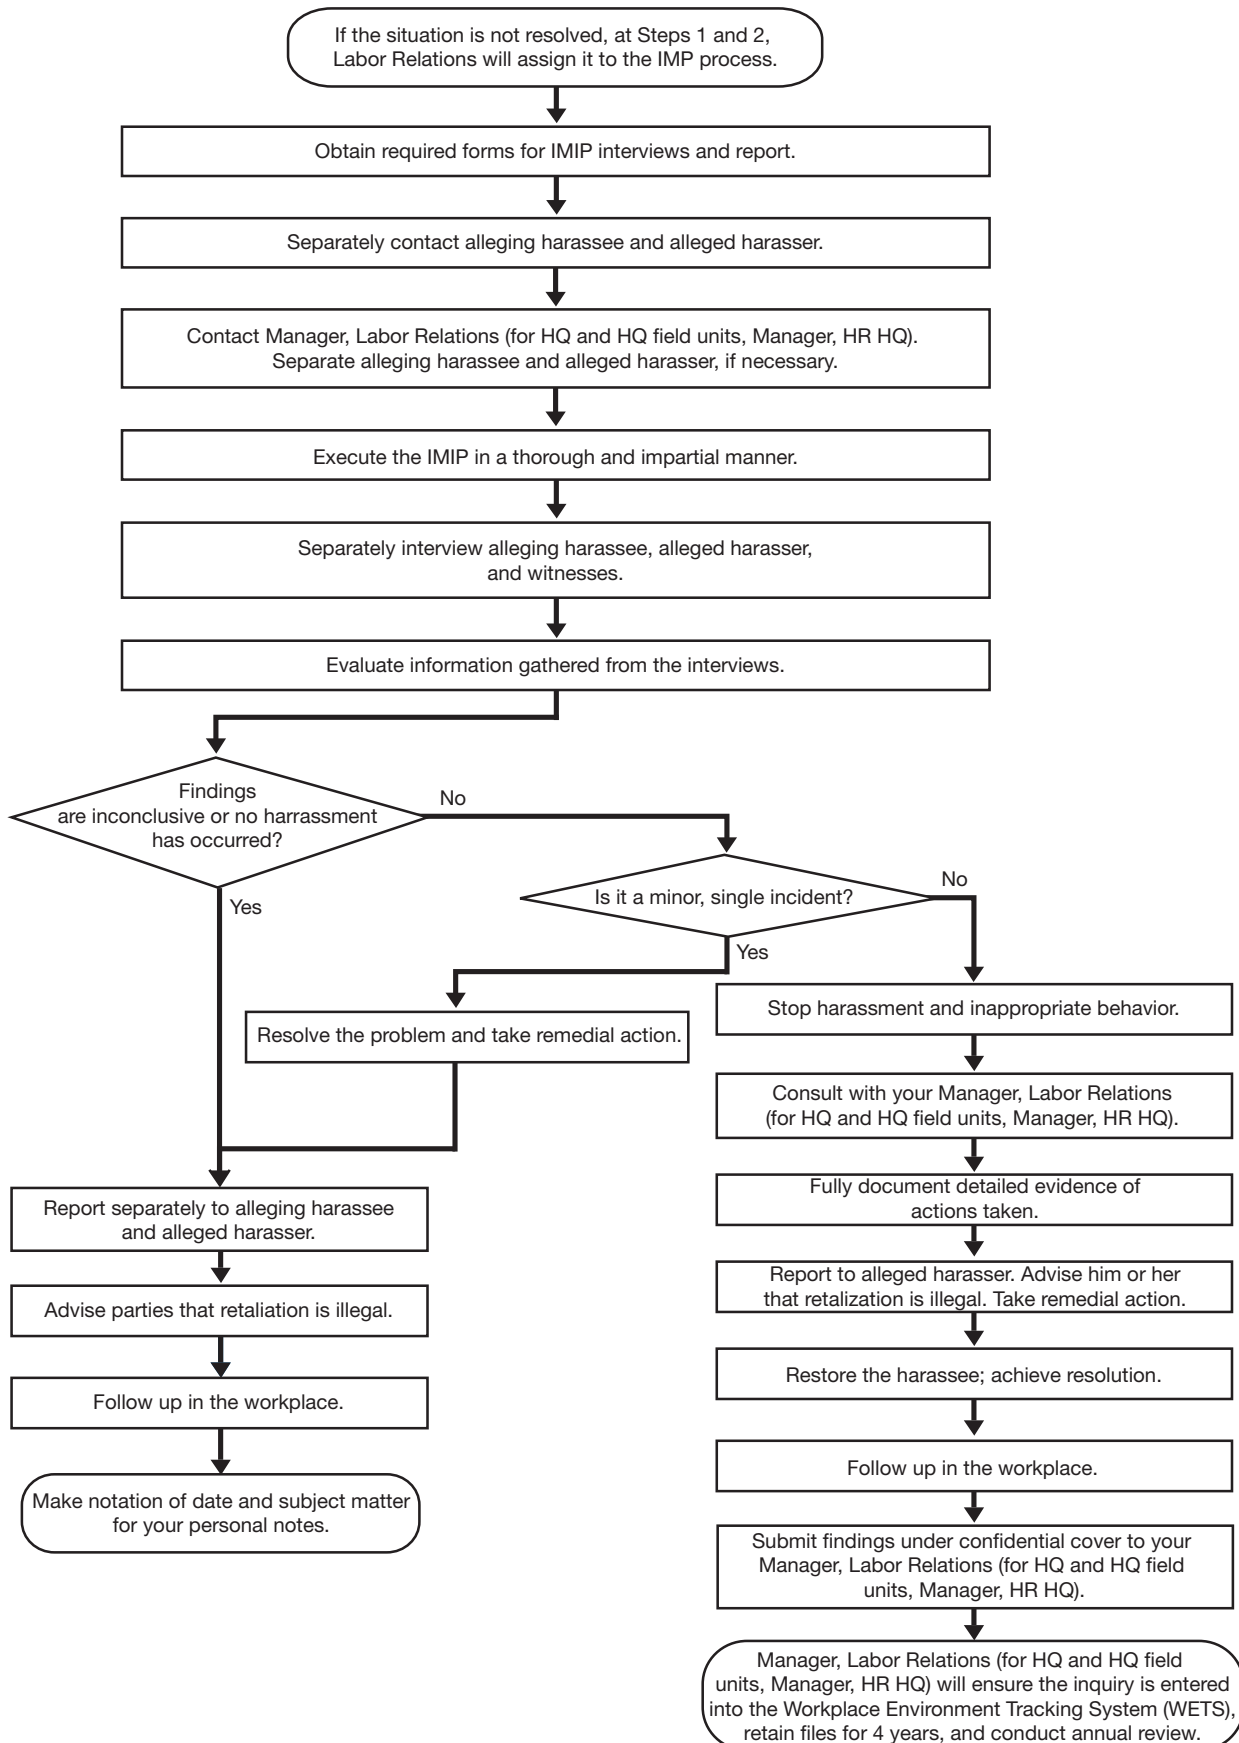 If the situation is not resolved, at Steps 1 and 2,
Labor Relations will assign it to the IMP process.
Obtain required forms for IMIP interviews and report.
Separately contact alleging harassee and alleged harasser.
Contact Manager, Labor Relations (for HQ and HQ field units, Manager, HR HQ).
Separate alleging harassee and alleged harasser, if necessary.
Execute the IMIP in a thorough and impartial manner.
Separately interview alleging harassee, alleged harasser,
and witnesses.
Evaluate information gathered from the interviews.
Findings
are inconclusive or no harrassment
has occurred?
No
Yes
Is it a minor, single incident?
No
Yes
Resolve the problem and take remedial action.
Report separately to alleging harassee
and alleged harasser.
Advise parties that retaliation is illegal.
Follow up in the workplace.
Make notation of date and subject matter
for your personal notes.
Stop harassment and inappropriate behavior.
Consult with your Manager, Labor Relations
(for HQ and HQ field units, Manager, HR HQ).
Fully document detailed evidence of
actions taken.
Report to alleged harasser. Advise him or her
that retalization is illegal. Take remedial action.
Restore the harassee; achieve resolution.
Follow up in the workplace.
Submit findings under confidential cover to your
Manager, Labor Relations (for HQ and HQ field
units, Manager, HR HQ).
Manager, Labor Relations (for HQ and HQ field
units, Manager, HR HQ) will ensure the inquiry is entered
into the Workplace Environment Tracking System (WETS),
retain files for 4 years, and conduct annual review.